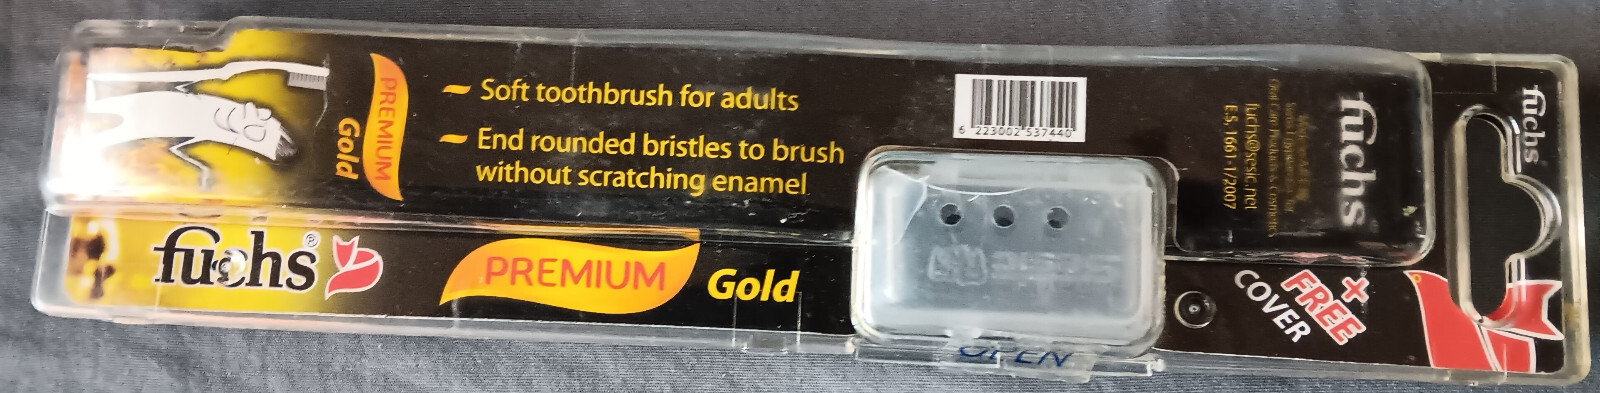 PREMIUM
Gold
Soft toothbrush for adults
End rounded bristles to brush
without scratching enamel
6 223002 537440
fuchs
fuchs@sesic.net
E.S. 1661-1/2007
fuchs
fuchs®
PREMIUM
Gold
OPEN
+
FREE
COVER